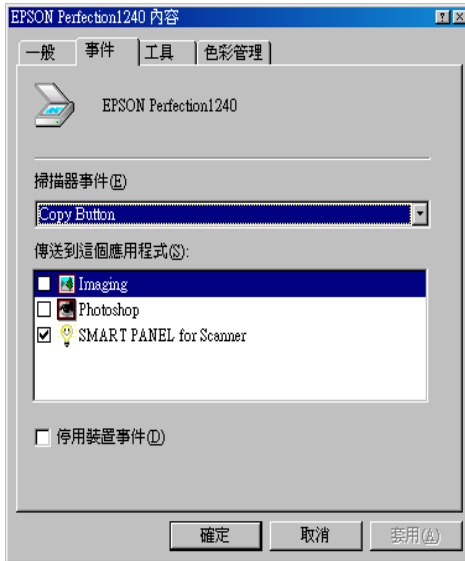 EPSON Perfection1240 內容
一般 事件 工具 色彩管理
EPSON Perfection1240
掃描器事件(E)
Copy Button
傳送到這個應用程式(S):
Imaging
Photoshop
SMART PANEL for Scanner
停用裝置事件(D)
確定 取消 套用(A)